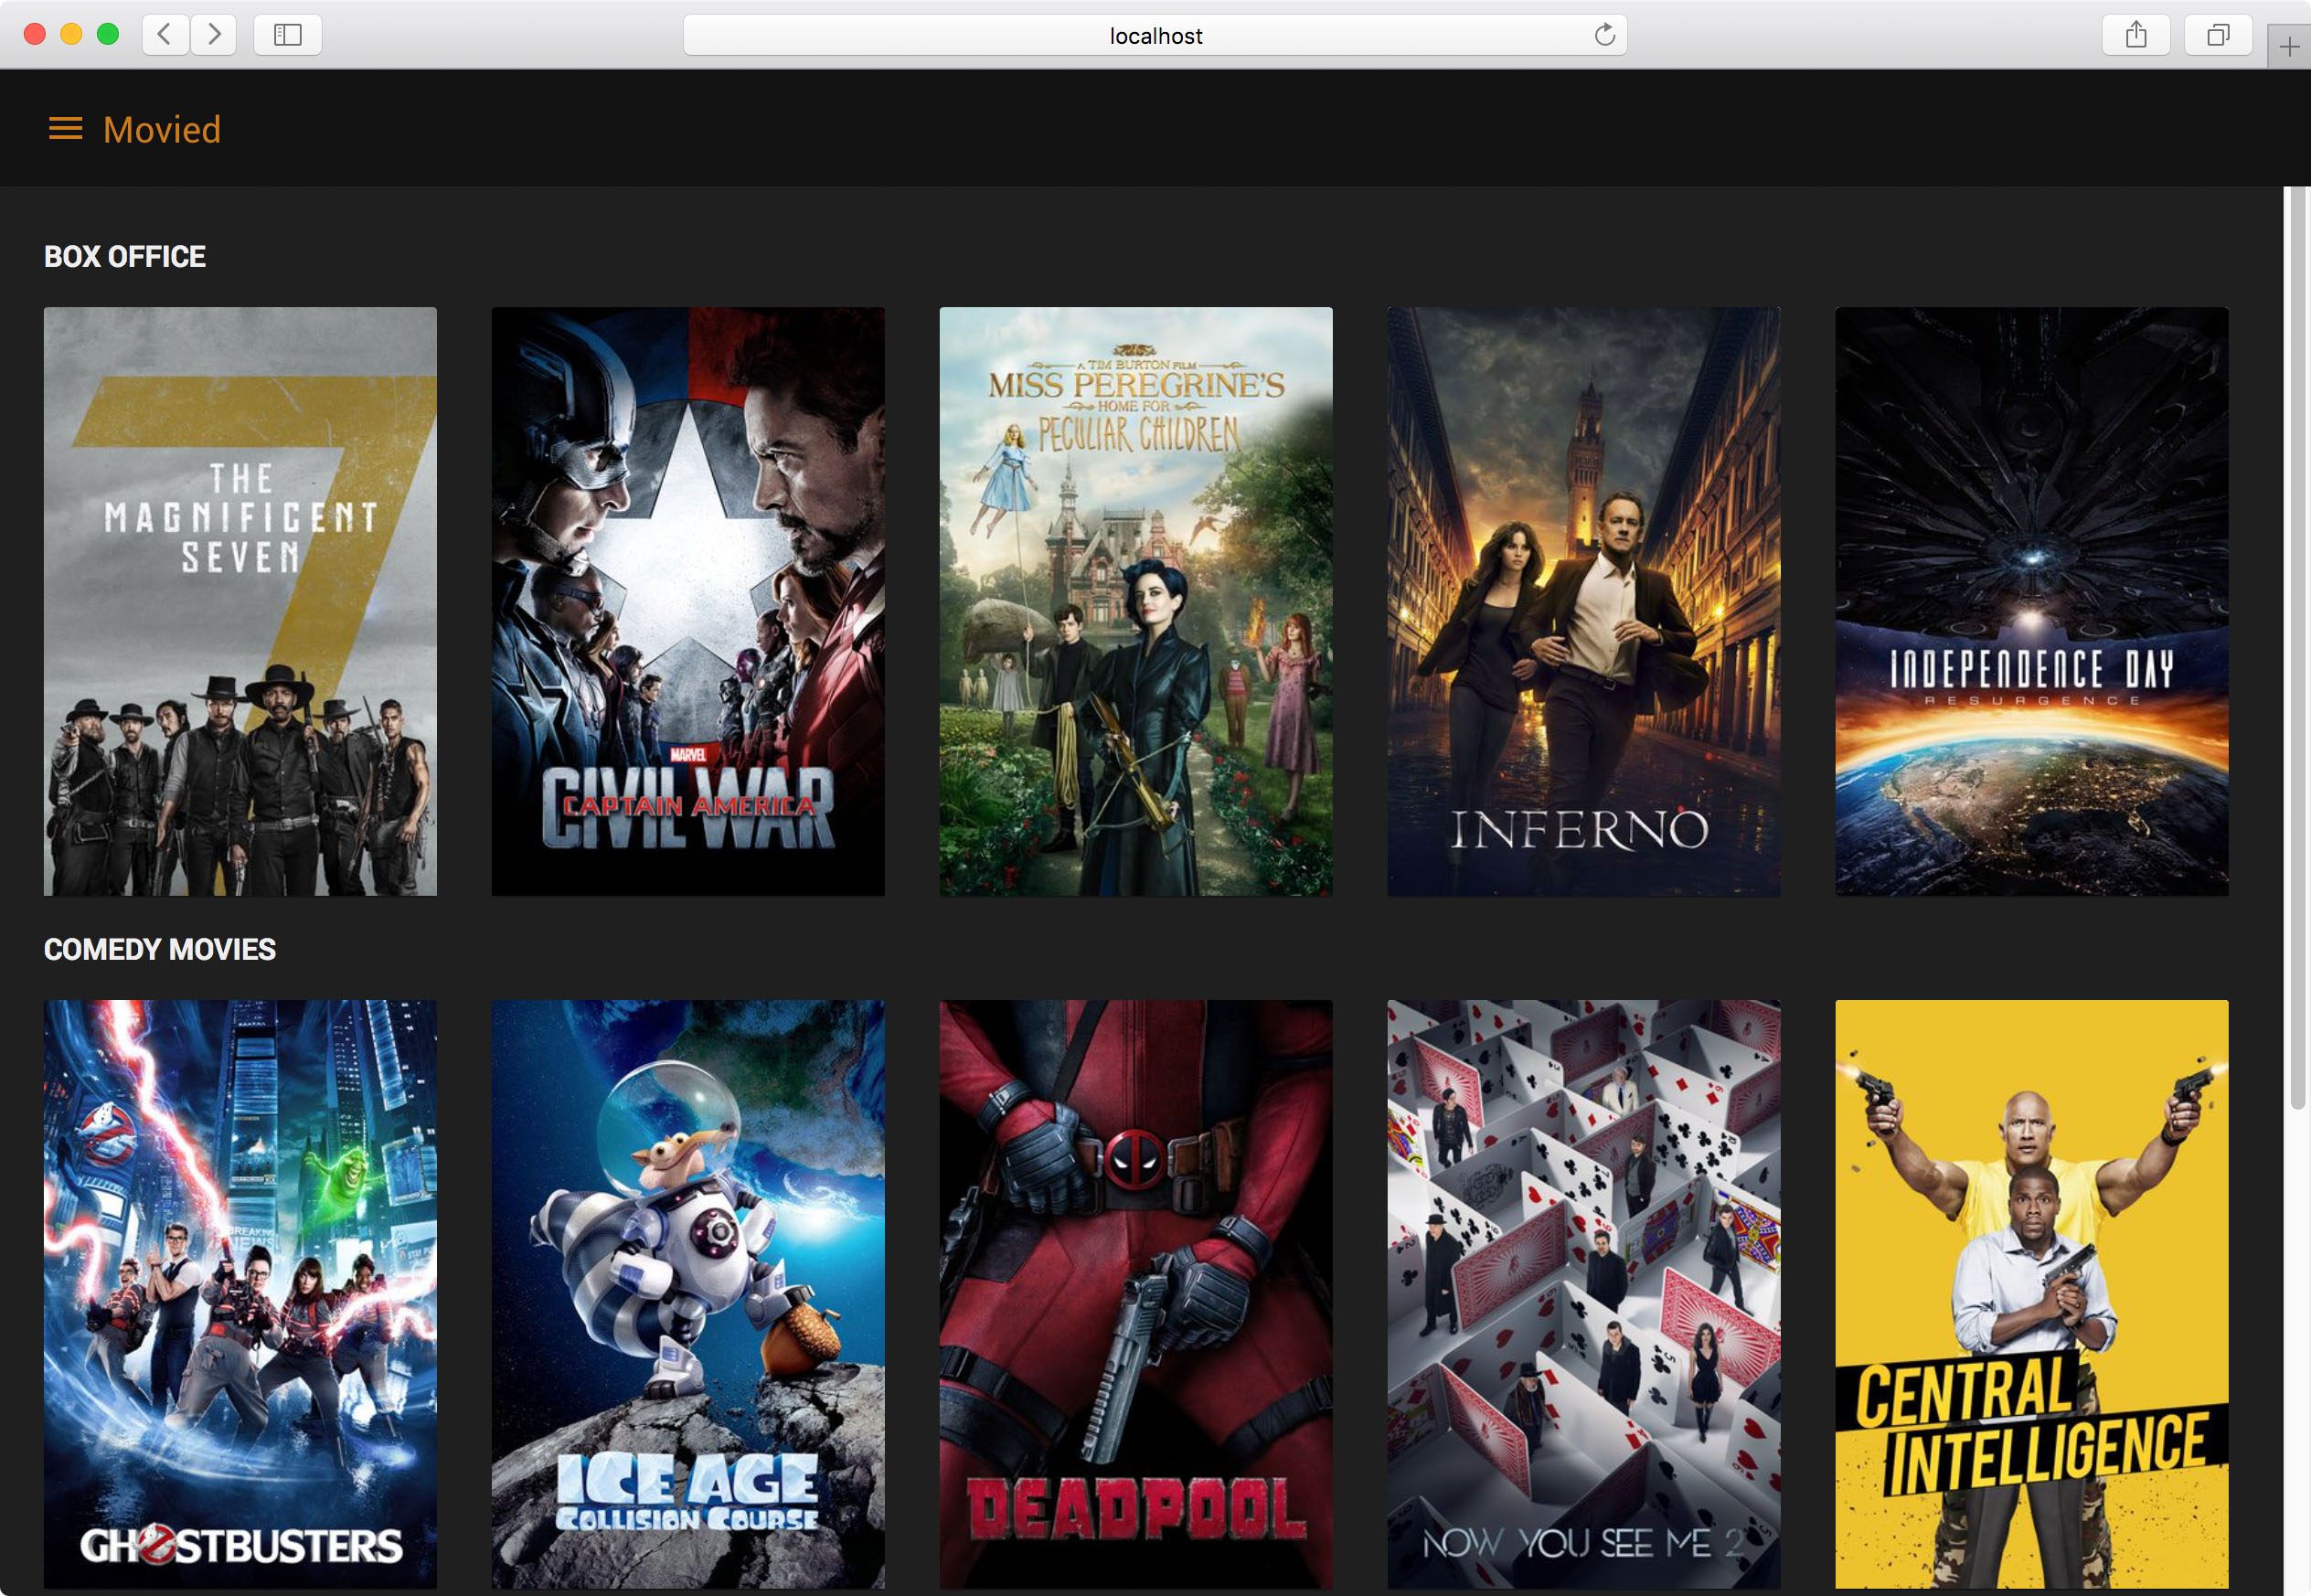 localhost
Movied
BOX OFFICE
THE
MAGNIFICENT
SEVEN
MARVEL
CIVIL WAR
CAPTAIN AMERICA
A TIM BURTON FILM
MISS PEREGRINE'S
HOME FOR
PECULIAR CHILDREN
INFERNO
INDEPENDENCE DAY
RESURGENCE
COMEDY MOVIES
BREAKING
NEWS
GHOSTBUSTERS
ICE AGE
COLLISION COURSE
DEADPOOL
NOW YOU SEE ME 2
CENTRAL
INTELLIGENCE